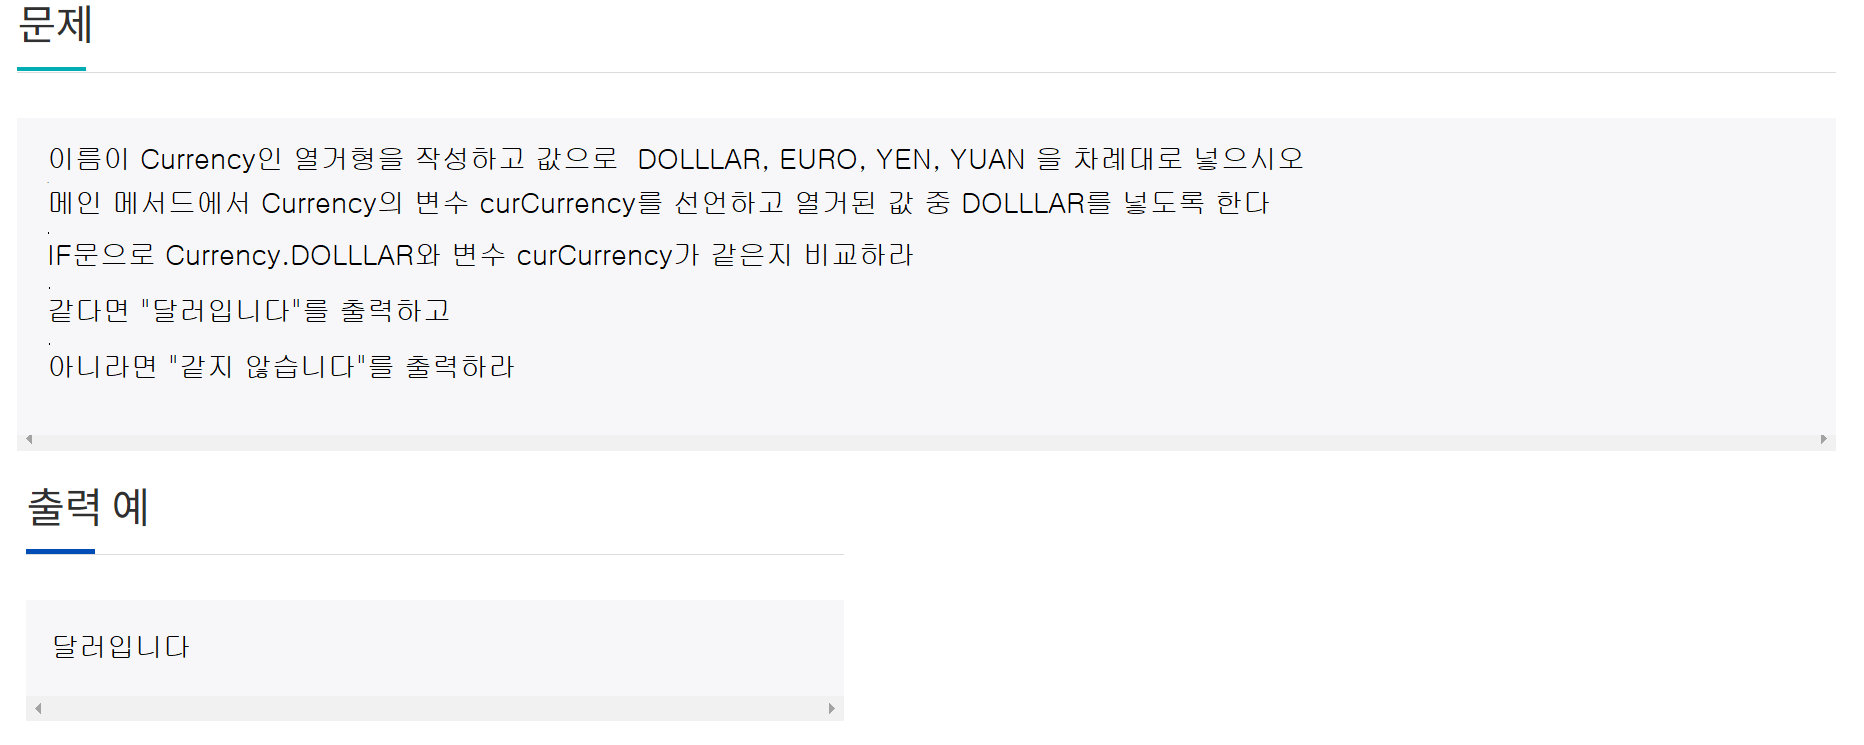 문제
이름이 Currency인 열거형을 작성하고 값으로  DOLLLAR, EURO, YEN, YUAN 을 차례대로 넣으시오
메인 메서드에서 Currency의 변수 curCurrency를 선언하고 열거된 값 중 DOLLLAR를 넣도록 한다
IF문으로 Currency.DOLLLAR와 변수 curCurrency가 같은지 비교하라
같다면 "달러입니다"를 출력하고
아니라면 "같지 않습니다"를 출력하라
출력 예
달러입니다